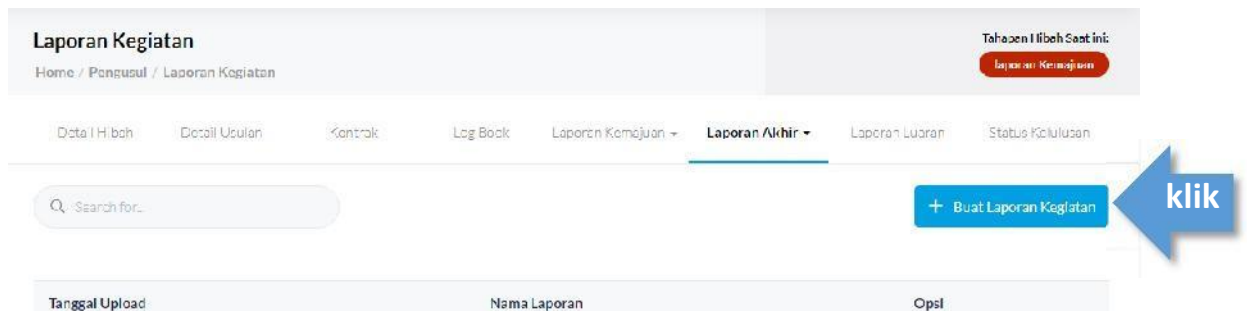 Laporan Kegiatan
Tahapan Hibah Saat ini:
Home / Pengusul / Laporan Kegiatan
laporan Kemajuan
Detail Hibah Detail Usulan Kontrak Log Book Laporan Kemajuan Laporan Akhir Laporan Luaran Status Kelulusan
Search for...
+ Buat Laporan Kegiatan
klik
Tanggal Upload Nama Laporan Opsi